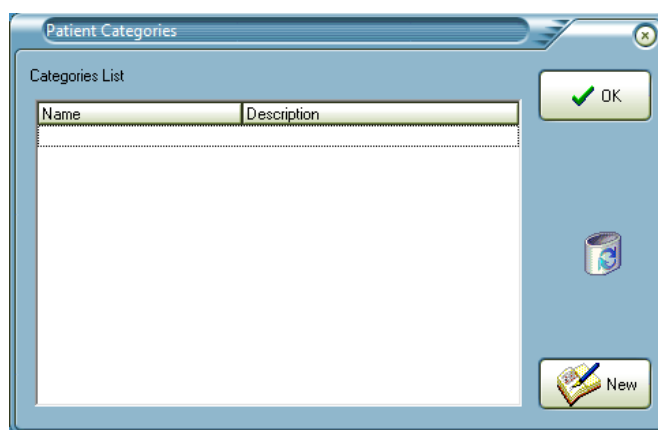 Patient Categories
Categories List
OK
Name Description
New